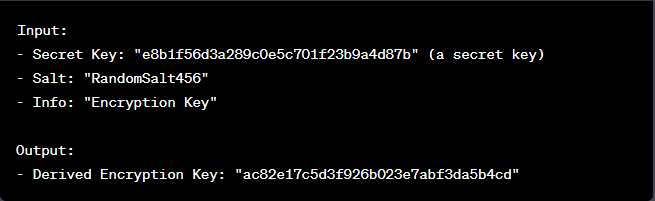 Input:
- Secret Key: "e8b1f56d3a289c0e5c701f23b9a4d87b" (a secret key)
- Salt: "RandomSalt456"
- Info: "Encryption Key"
Output:
- Derived Encryption Key: "ac82e17c5d3f926b023e7abf3da5b4cd"